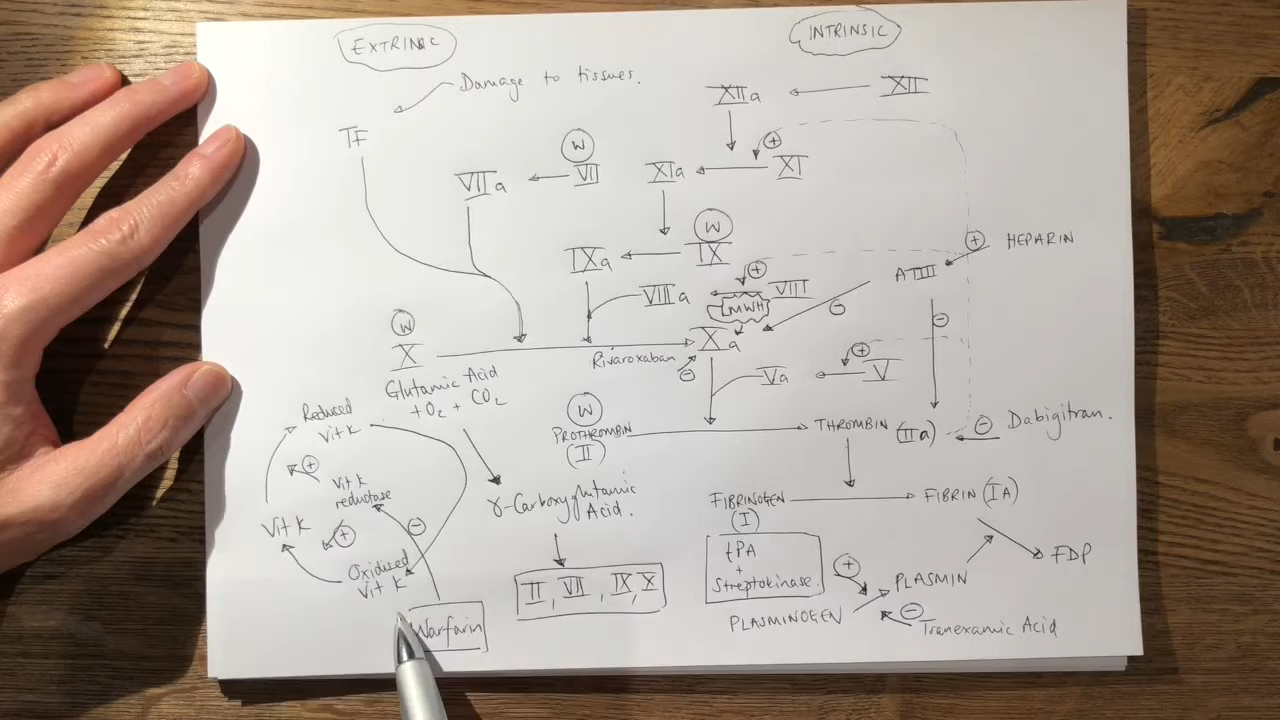 EXTRINIC
INTRINSIC
Damage to tissues.
XIIa
XII
TF
W
+
VIIa
VII
XIa
XI
W
IXa
IX
+
HEPARIN
ATIII
+
VIIIa
VIII
LMWH
-
-
W
X
Xa
Rivaroxaban
-
+
Va
V
Glutamic Acid
+ O2 + CO2
W
PROTHROMBIN
(II)
THROMBIN (IIa)
-
Dabigitran.
Reduced
Vit K
+
Vit K
reductase
Vit K
+
-
Oxidised
Vit K
Warfarin
γ-Carboxyglutamic
Acid.
II, VII, IX, X
FIBRINOGEN
(I)
FIBRIN (IA)
FDP
tPA
+
Streptokinase.
+
PLASMIN
PLASMINOGEN
-
Tranexamic Acid